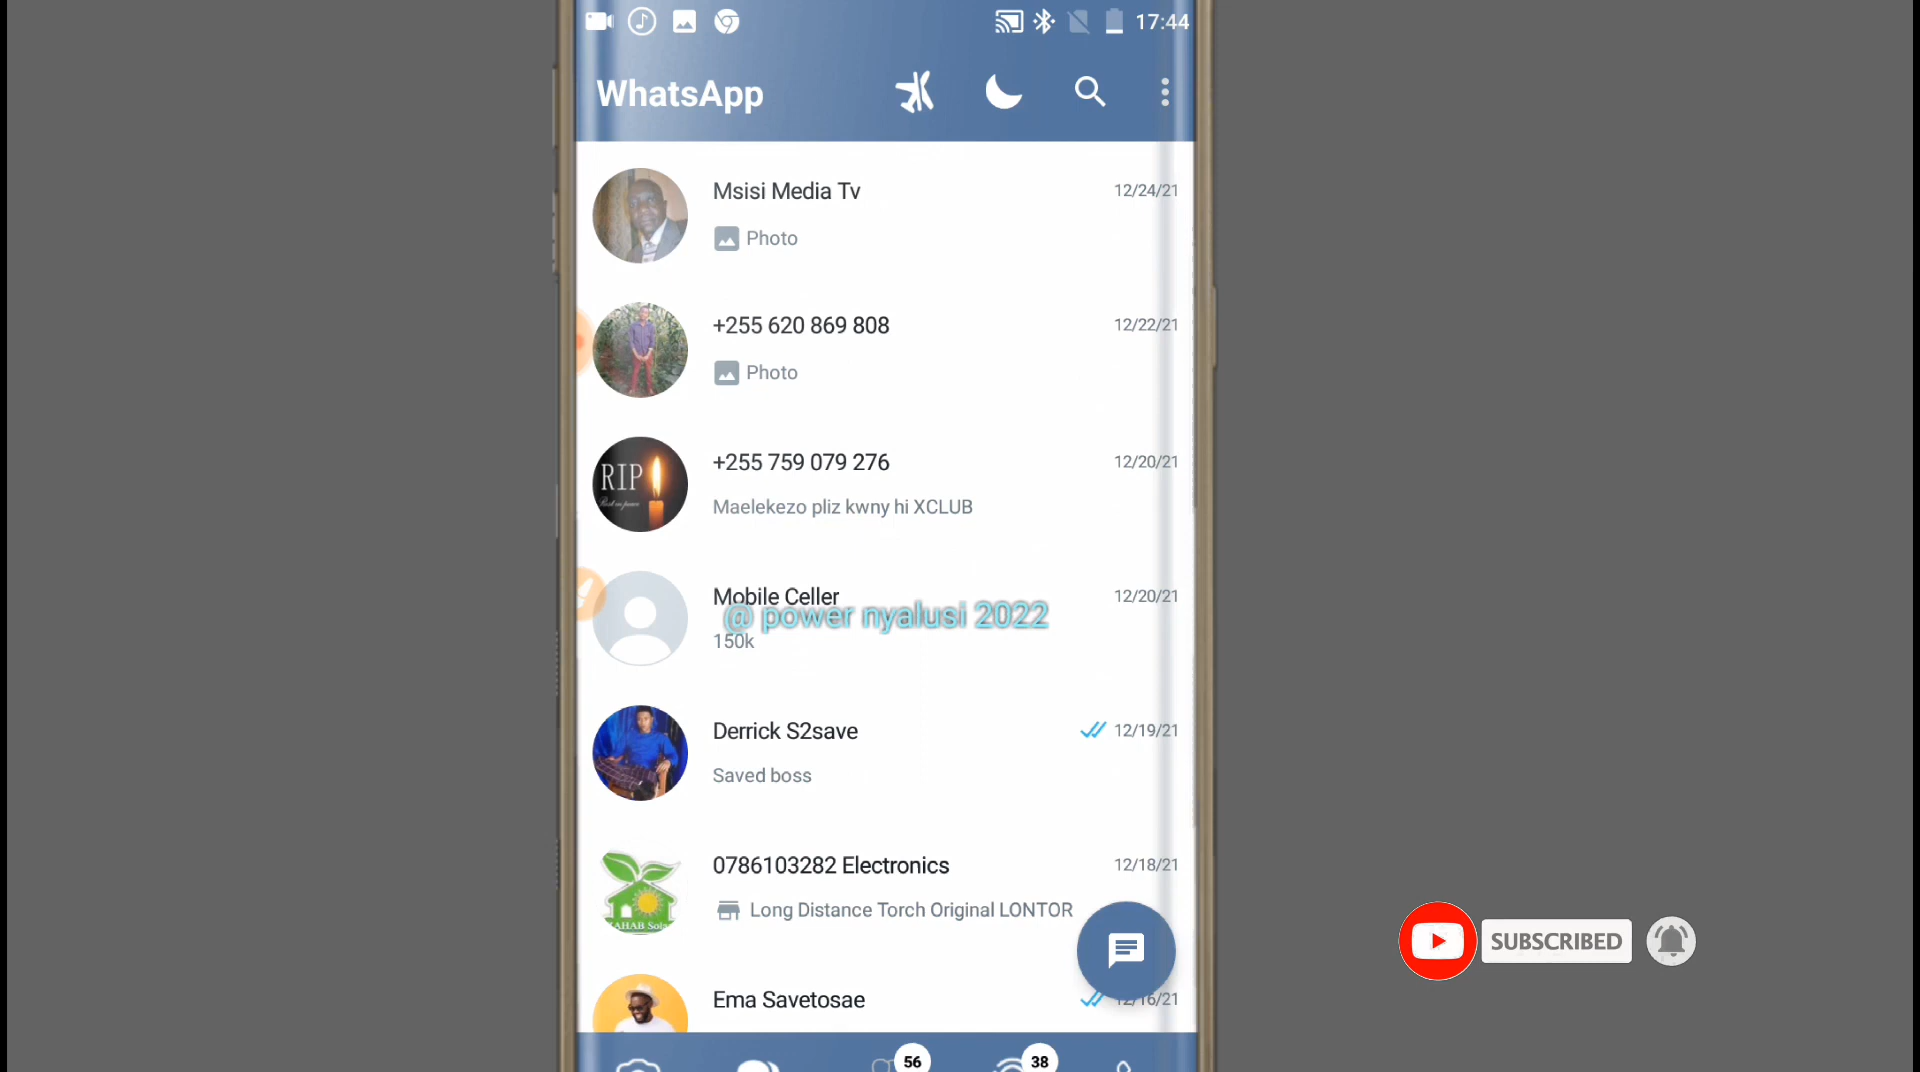 17:44
WhatsApp
Msisi Media Tv
12/24/21
Photo
+255 620 869 808
12/22/21
Photo
RIP
+255 759 079 276
12/20/21
Maelekezo pliz kwny hi XCLUB
Mobile Celler
12/20/21
@ power nyalusi 2022
150k
Derrick S2save
12/19/21
Saved boss
0786103282 Electronics
12/18/21
Long Distance Torch Original LONTOR
SUBSCRIBED
Ema Savetosae
12/16/21
56
38